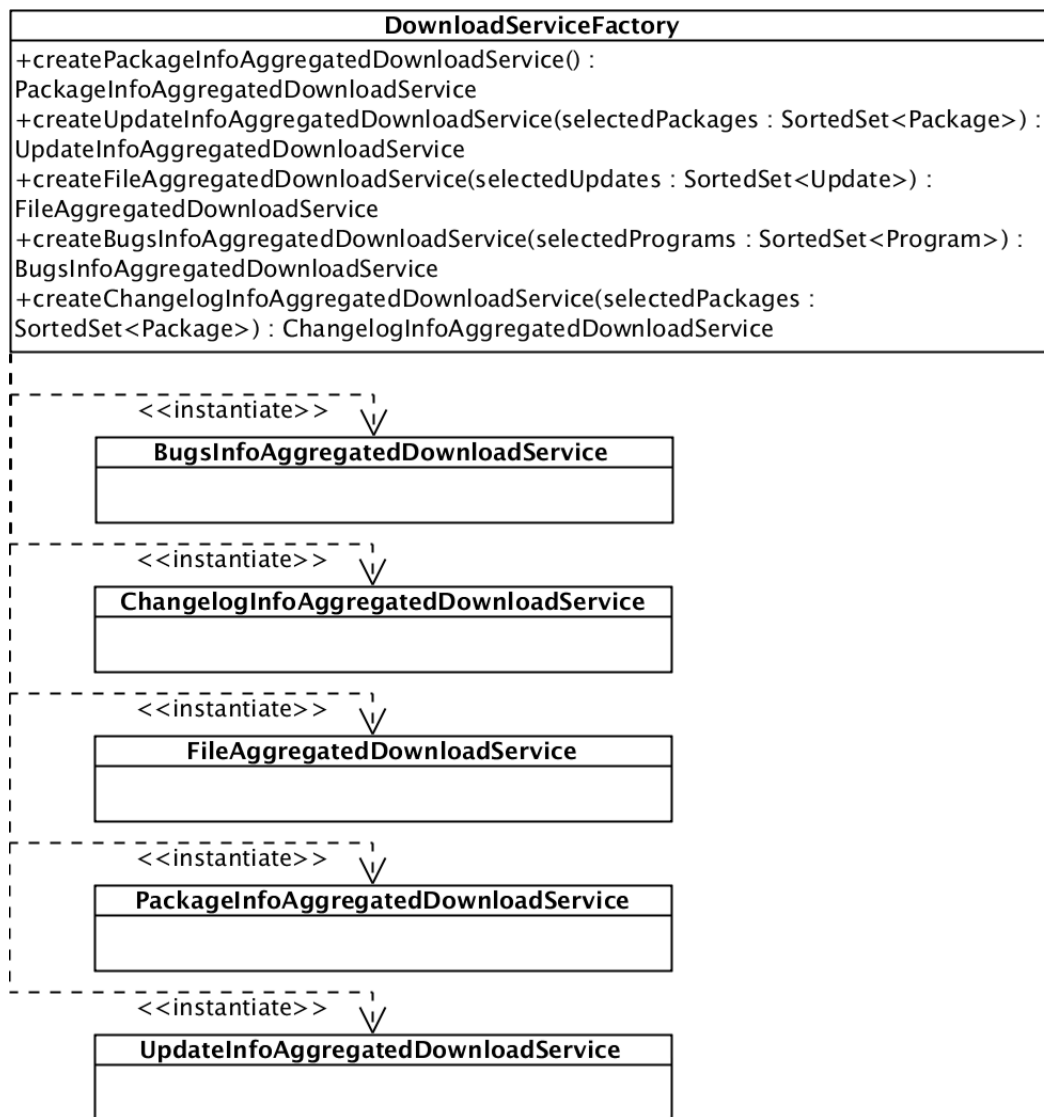 DownloadServiceFactory
+createPackageInfoAggregatedDownloadService() :
PackageInfoAggregatedDownloadService
+createUpdateInfoAggregatedDownloadService(selectedPackages : SortedSet<Package>) :
UpdateInfoAggregatedDownloadService
+createFileAggregatedDownloadService(selectedUpdates : SortedSet<Update>) :
FileAggregatedDownloadService
+createBugsInfoAggregatedDownloadService(selectedPrograms : SortedSet<Program>) :
BugsInfoAggregatedDownloadService
+createChangelogInfoAggregatedDownloadService(selectedPackages :
SortedSet<Package>) : ChangelogInfoAggregatedDownloadService
<<instantiate>>
BugsInfoAggregatedDownloadService
<<instantiate>>
ChangelogInfoAggregatedDownloadService
<<instantiate>>
FileAggregatedDownloadService
<<instantiate>>
PackageInfoAggregatedDownloadService
<<instantiate>>
UpdateInfoAggregatedDownloadService